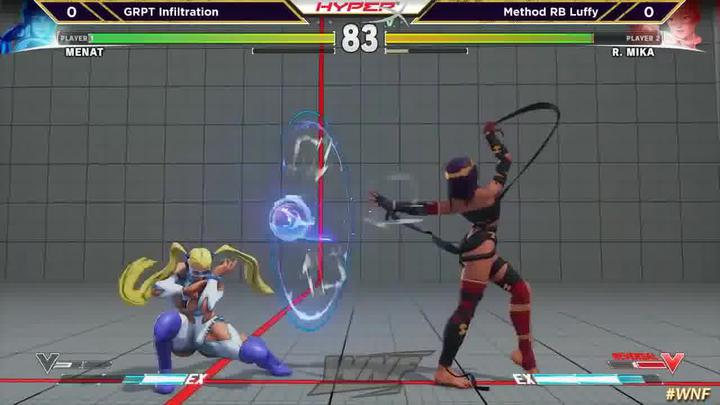 0 GRPT Infiltration HYPER Method RB Luffy 0
PLAYER 1 83 PLAYER 2
MENAT R. MIKA
V REVERSAL V
EX WNF EX
#WNF